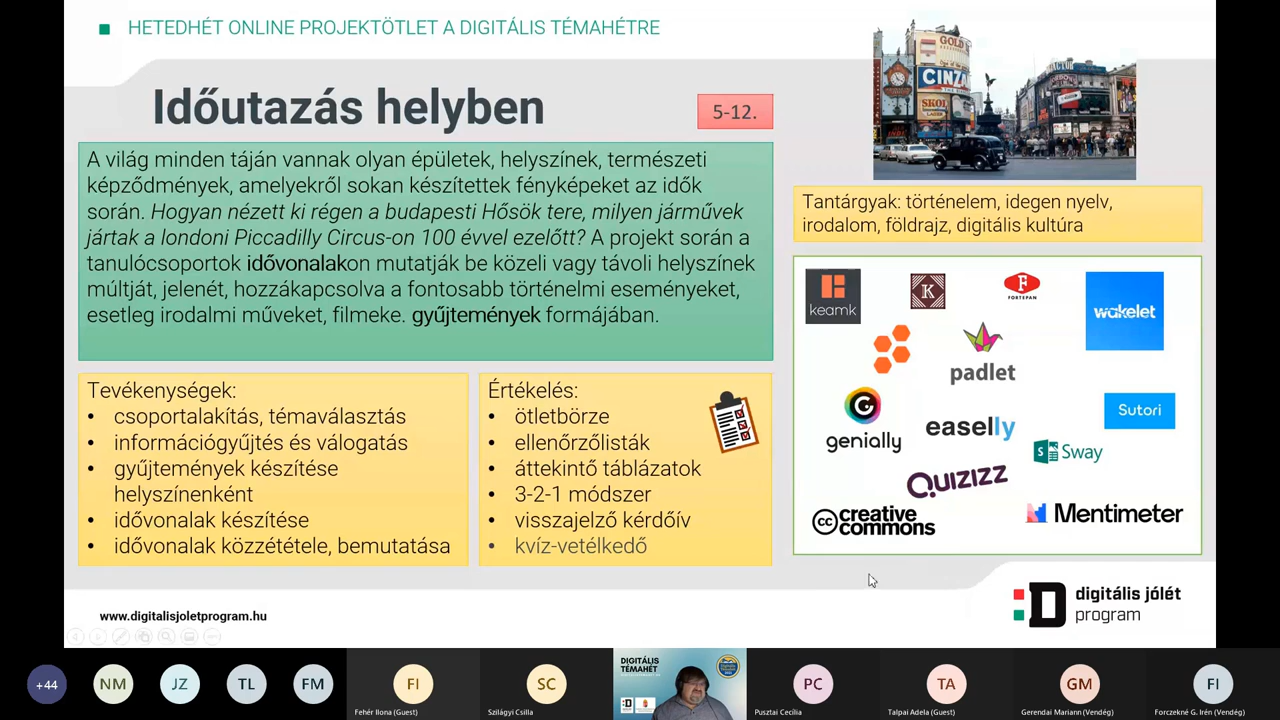 HETEDHÉT ONLINE PROJEKTÖTLET A DIGITÁLIS TÉMAHÉTRE
Időutazás helyben
5-12.
A világ minden táján vannak olyan épületek, helyszínek, természeti
képződmények, amelyekről sokan készítettek fényképeket az idők
során. Hogyan nézett ki régen a budapesti Hősök tere, milyen járművek
jártak a londoni Piccadilly Circus-on 100 évvel ezelőtt? A projekt során a
tanulócsoportok idővonalakon mutatják be közeli vagy távoli helyszínek
múltját, jelenét, hozzákapcsolva a fontosabb történelmi eseményeket,
esetleg irodalmi műveket, filmeke. gyűjtemények formájában.
Tevékenységek:
• csoportalakítás, témaválasztás
• információgyűjtés és válogatás
• gyűjtemények készítése
helyszínenként
• idővonalak készítése
• idővonalak közzététele, bemutatása
Értékelés:
• ötletbörze
• ellenőrzőlisták
• áttekintő táblázatok
• 3-2-1 módszer
• visszajelző kérdőív
• kvíz-vetélkedő
GOLD
CINZA
SKOL
Tantárgyak: történelem, idegen nyelv,
irodalom, földrajz, digitális kultúra
keamk
K
F
FORTEPAN
wakelet
padlet
G
genially
easelly
Sutori
S Sway
Quizizz
cc creative
commons
Mentimeter
www.digitalisjoletprogram.hu
:D digitális jólét
program
+44
NM
JZ
TL
FM
FI
Fehér Ilona (Guest)
SC
Szilágyi Csilla
DIGITÁLIS
TÉMAHÉT
PC
Pusztai Cecília
TA
Talpai Adela (Guest)
GM
Gerendai Mariann (Vendég)
FI
Forczekné G. Irén (Vendég)